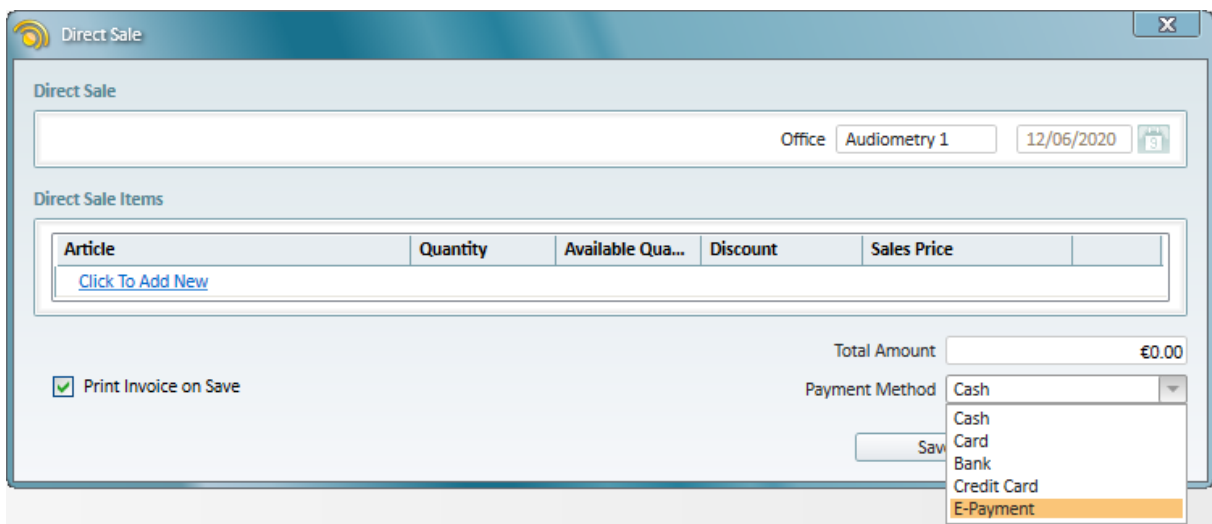 Direct Sale
Direct Sale
Office Audiometry 1 12/06/2020
Direct Sale Items
Article Quantity Available Qua... Discount Sales Price
Click To Add New
Total Amount €0.00
Print Invoice on Save Payment Method Cash
Cash
Card
Bank
Credit Card
E-Payment